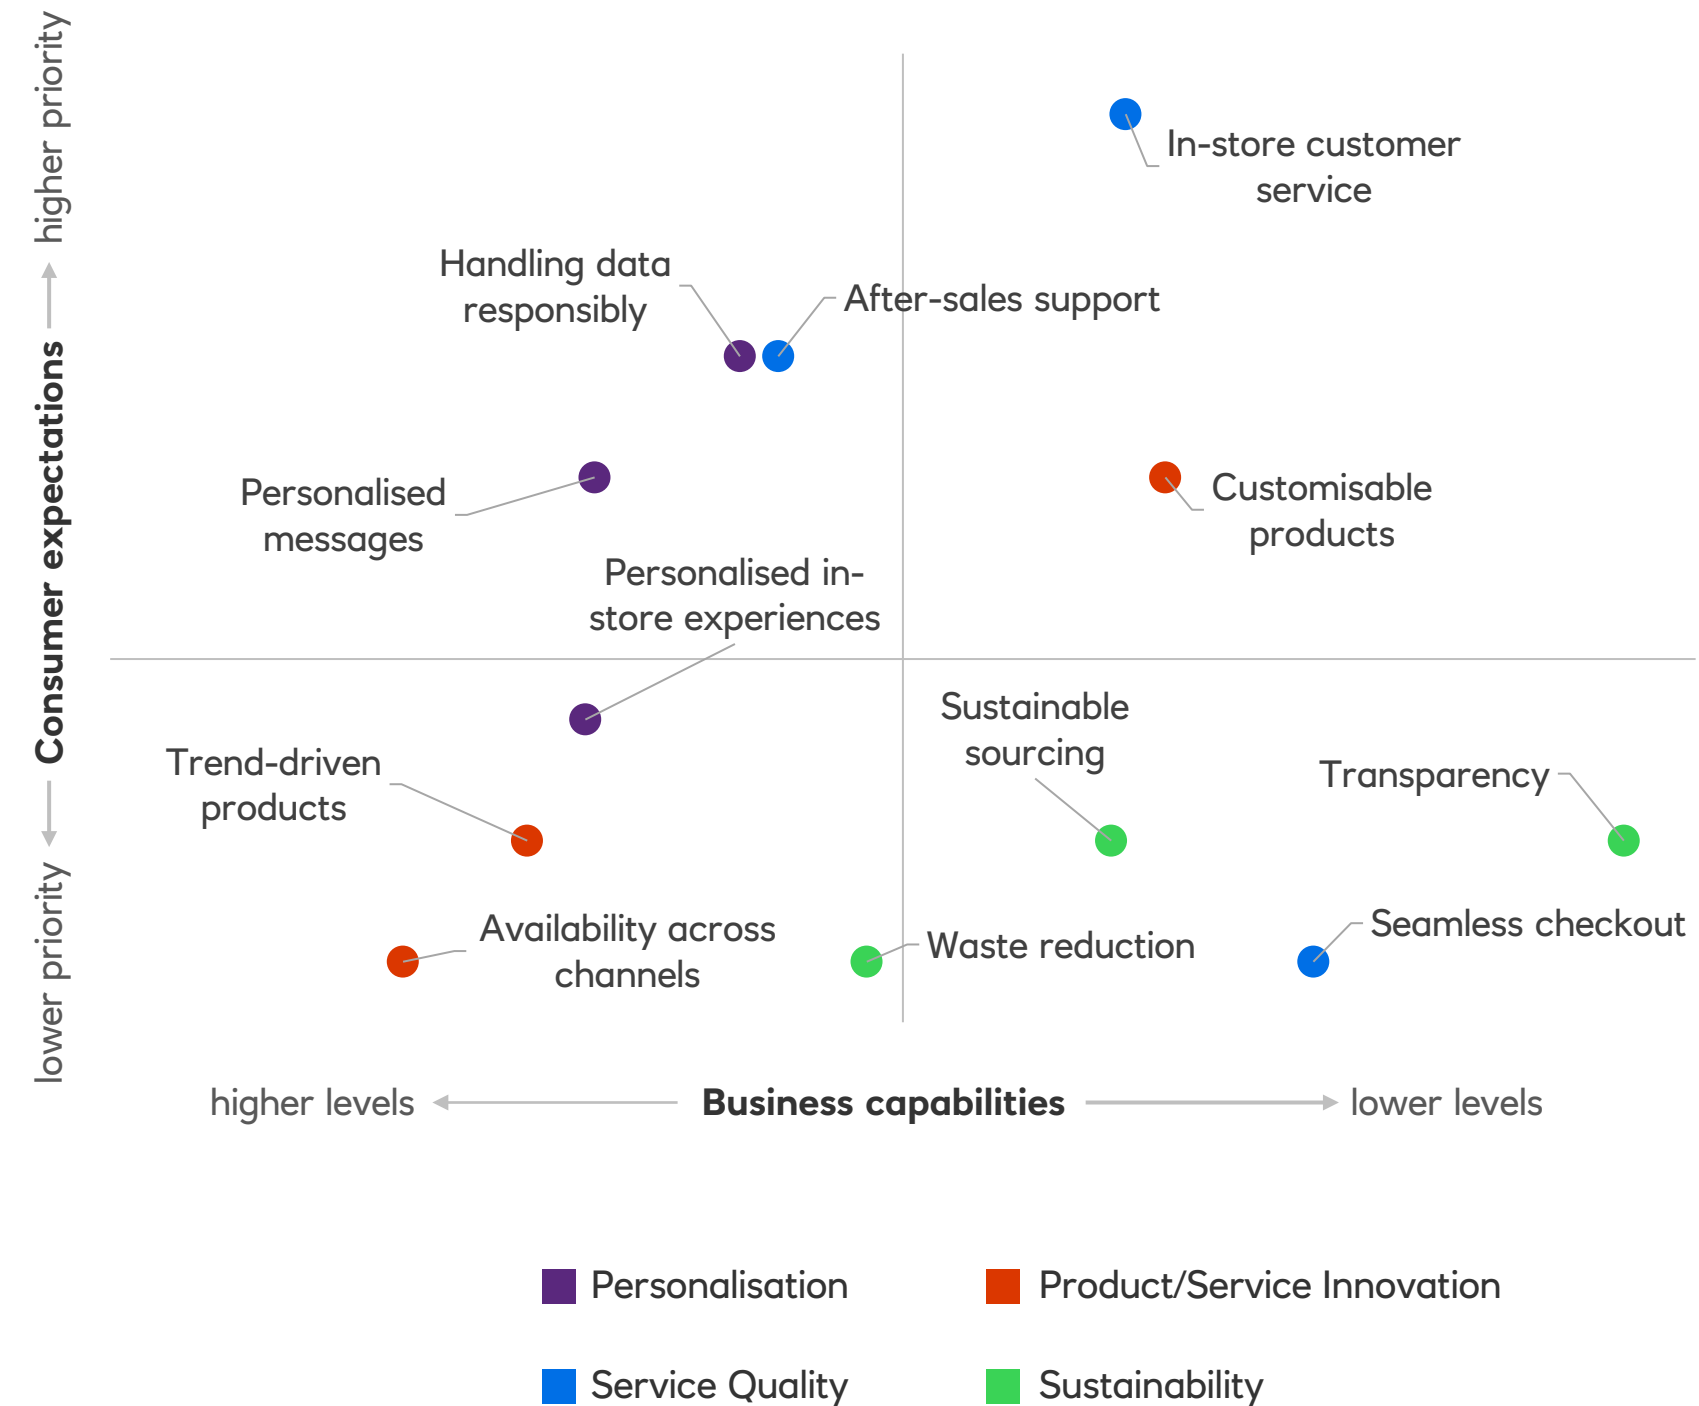 higher priority
Consumer expectations
lower priority
In-store customer
service
Handling data
responsibly
After-sales support
Personalised
messages
Customisable
products
Personalised in-
store experiences
Sustainable
sourcing
Trend-driven
products
Transparency
Availability across
channels
Waste reduction
Seamless checkout
higher levels
Business capabilities
lower levels
Personalisation
Product/Service Innovation
Service Quality
Sustainability